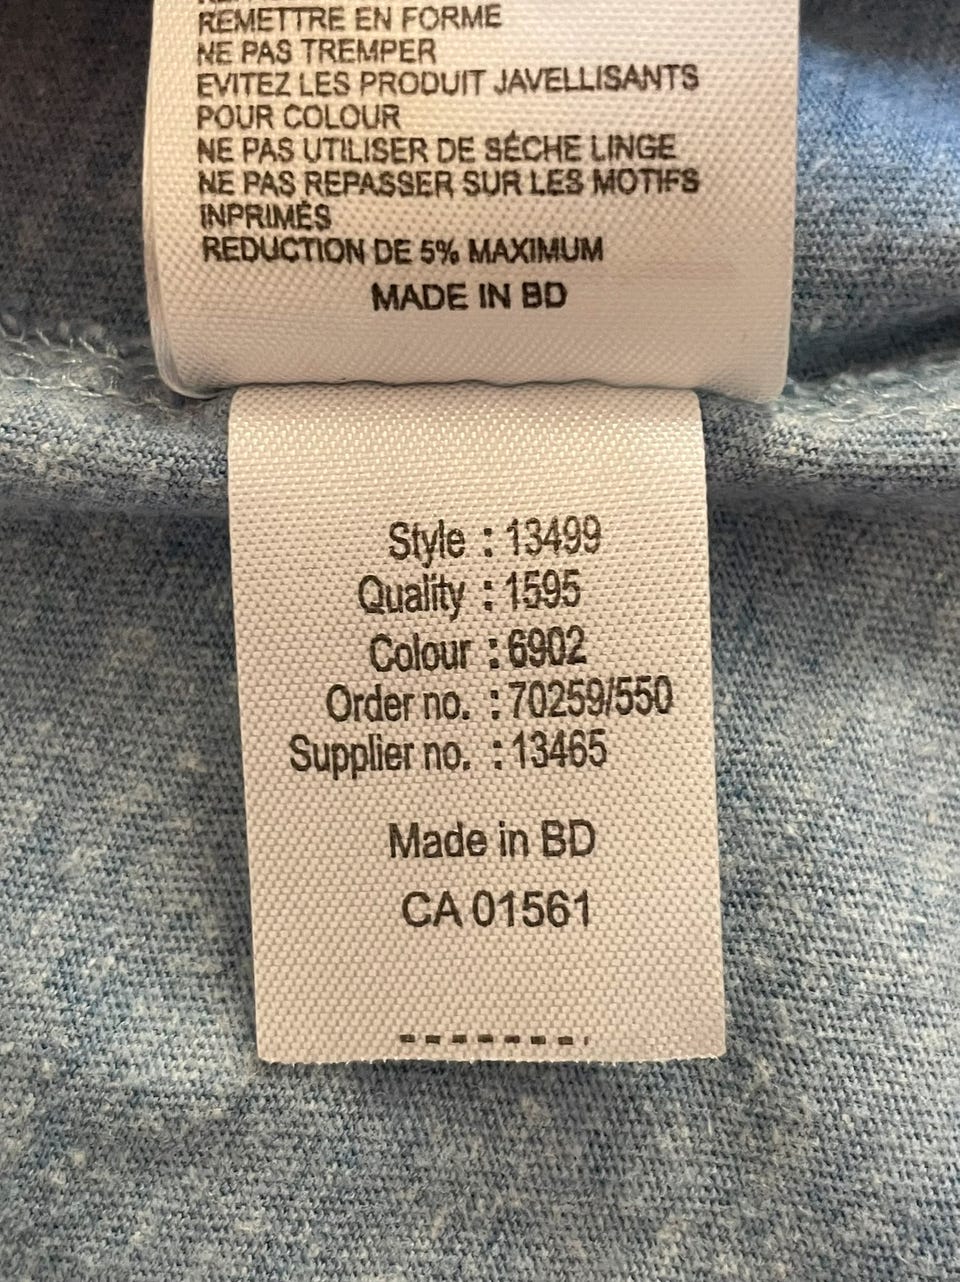 REMETTRE EN FORME
NE PAS TREMPER
EVITEZ LES PRODUIT JAVELLISANTS
POUR COLOUR
NE PAS UTILISER DE SÉCHE LINGE
NE PAS REPASSER SUR LES MOTIFS
INPRIMÉS
REDUCTION DE 5% MAXIMUM
MADE IN BD
Style : 13499
Quality : 1595
Colour : 6902
Order no. : 70259/550
Supplier no. : 13465
Made in BD
CA 01561